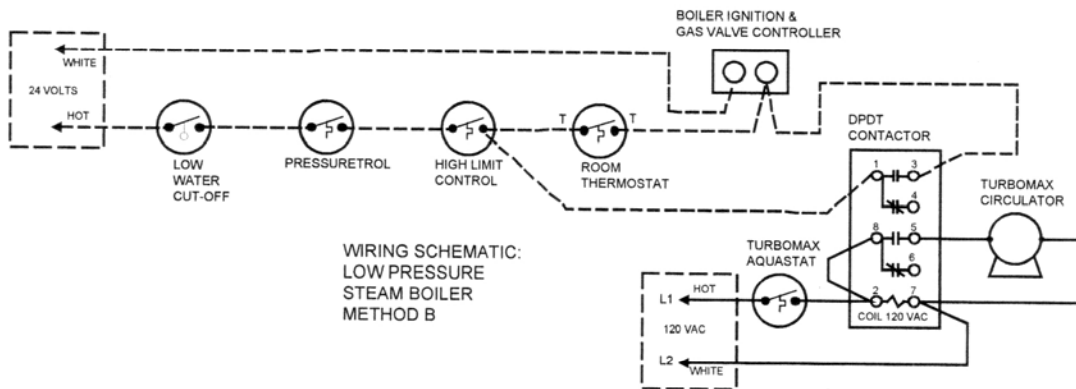 BOILER IGNITION &
GAS VALVE CONTROLLER
WHITE
24 VOLTS
HOT
T T
DPDT
CONTACTOR
LOW
WATER
CUT-OFF
PRESSURETROL
HIGH LIMIT
CONTROL
ROOM
THERMOSTAT
1 3
4
TURBOMAX
CIRCULATOR
8 5
6
WIRING SCHEMATIC:
LOW PRESSURE
STEAM BOILER
METHOD B
TURBOMAX
AQUASTAT
L1 HOT
2 7
COIL 120 VAC
120 VAC
L2
WHITE